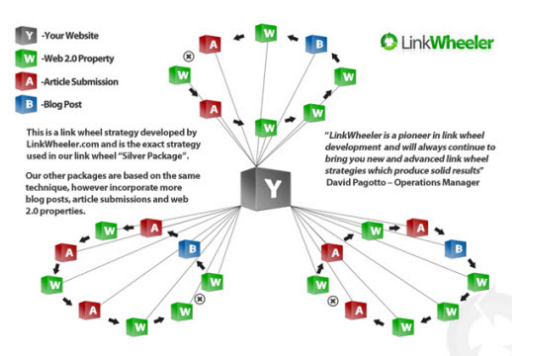 Y -Your Website
W -Web 2.0 Property
A -Article Submission
B -Blog Post
LinkWheeler
This is a link wheel strategy developed by
LinkWheeler.com and is the exact strategy
used in our link wheel "Silver Package".
Our other packages are based on the same
technique, however incorporate more
blog posts, article submissions and web
2.0 properties.
"LinkWheeler is a pioneer in link wheel
development and will always continue to
bring you new and advanced link wheel
strategies which produce solid results"
David Pagotto – Operations Manager
A
W
B
W
W
A
W
W
Y
W
A
A
W
B
W
W
A
W
W
W
A
A
B
W
W
A
W
W